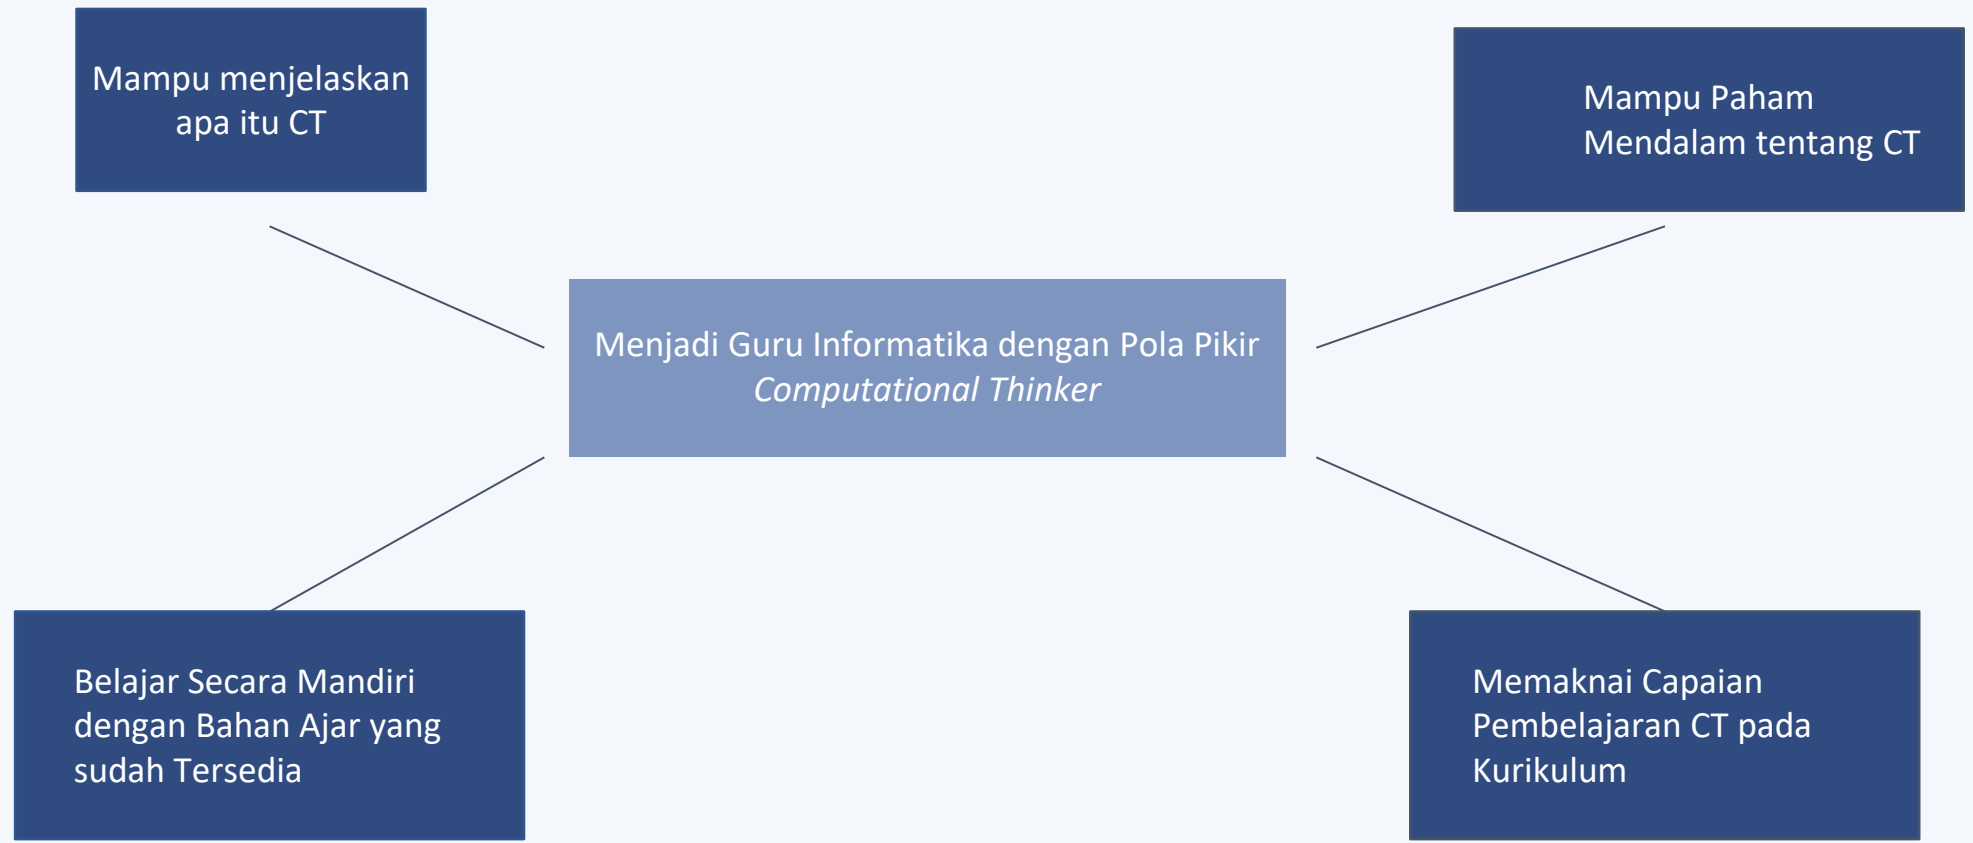 Mampu menjelaskan
apa itu CT
Mampu Paham
Mendalam tentang CT
Menjadi Guru Informatika dengan Pola Pikir
Computational Thinker
Belajar Secara Mandiri
dengan Bahan Ajar yang
sudah Tersedia
Memaknai Capaian
Pembelajaran CT pada
Kurikulum